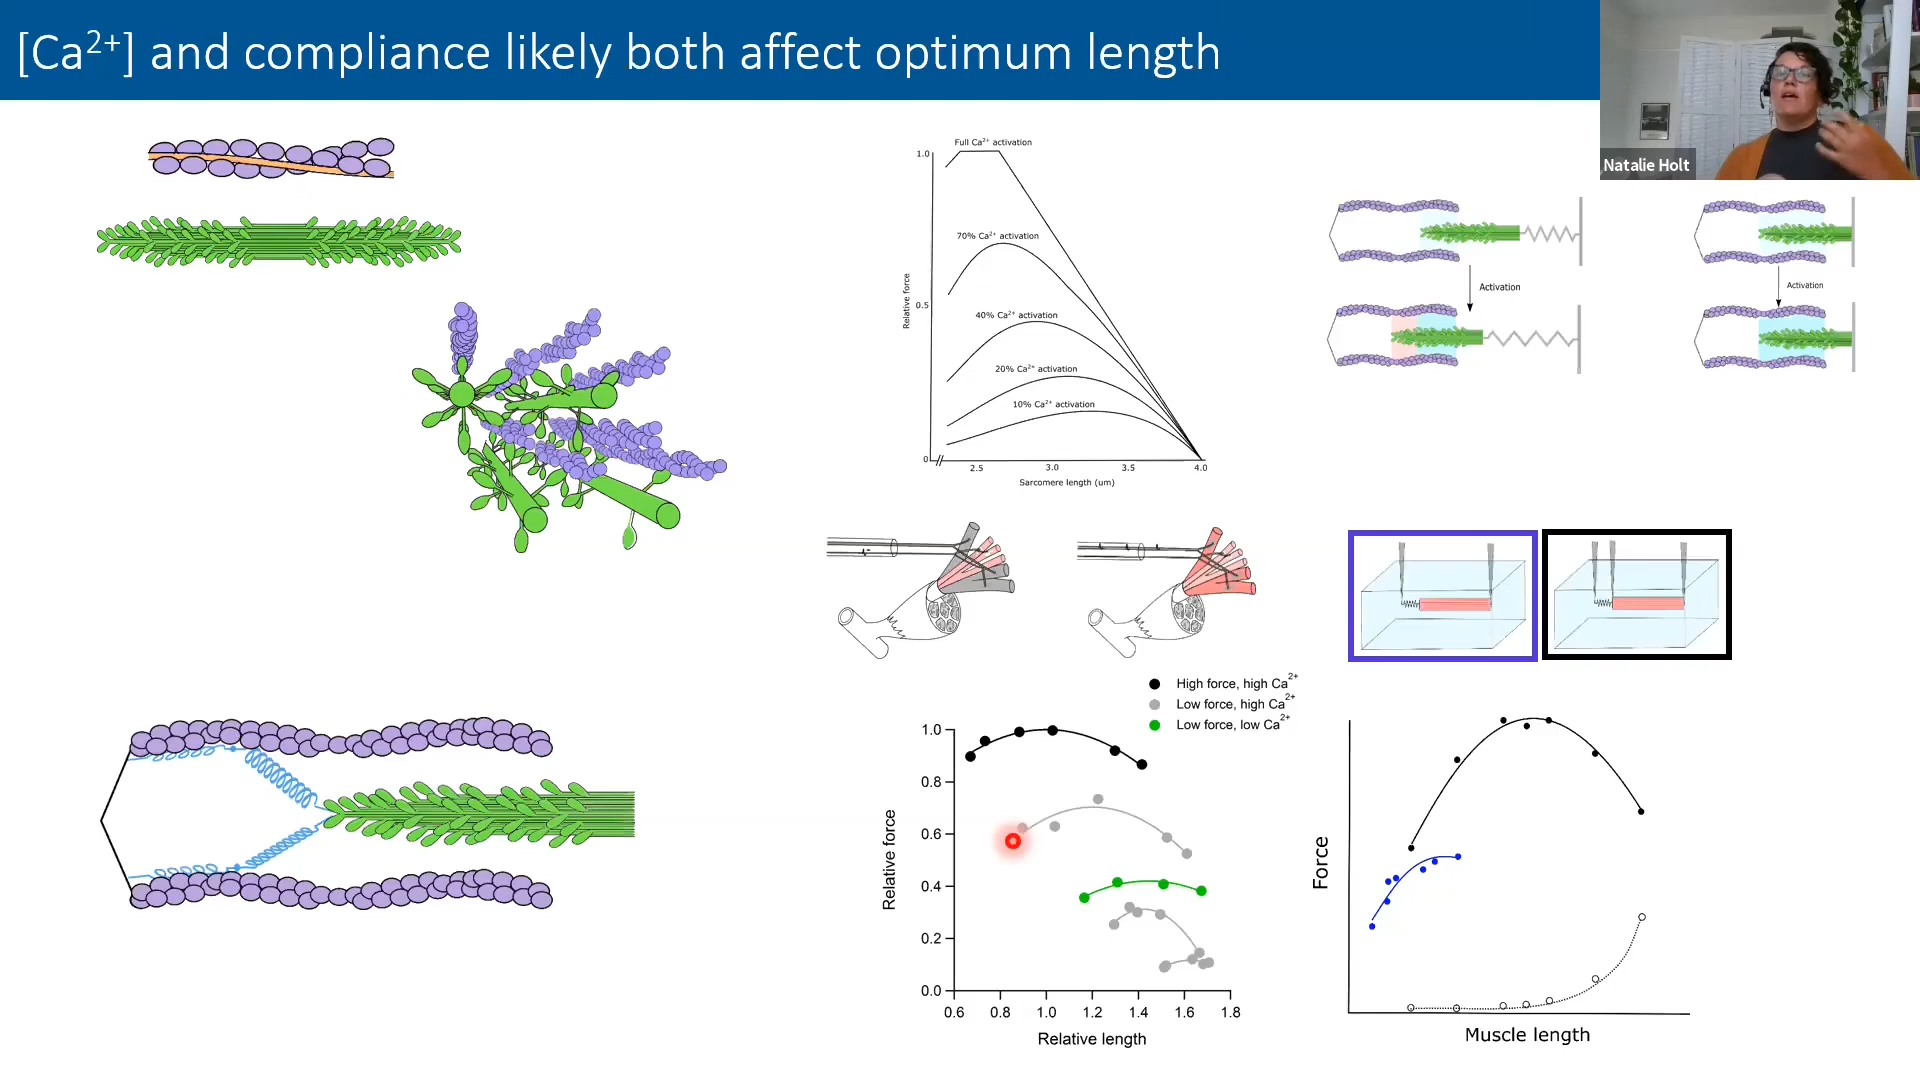 [Ca²⁺] and compliance likely both affect optimum length
Natalie Holt
Full Ca²⁺ activation
1.0
70% Ca²⁺ activation
0.5
40% Ca²⁺ activation
20% Ca²⁺ activation
10% Ca²⁺ activation
0
Relative force
2.5 3.0 3.5 4.0
Sarcomere length (um)
Activation
Activation
High force, high Ca²⁺
Low force, high Ca²⁺
Low force, low Ca²⁺
1.0
0.8
0.6
0.4
0.2
0.0
Relative force
0.6 0.8 1.0 1.2 1.4 1.6 1.8
Relative length
Force
Muscle length